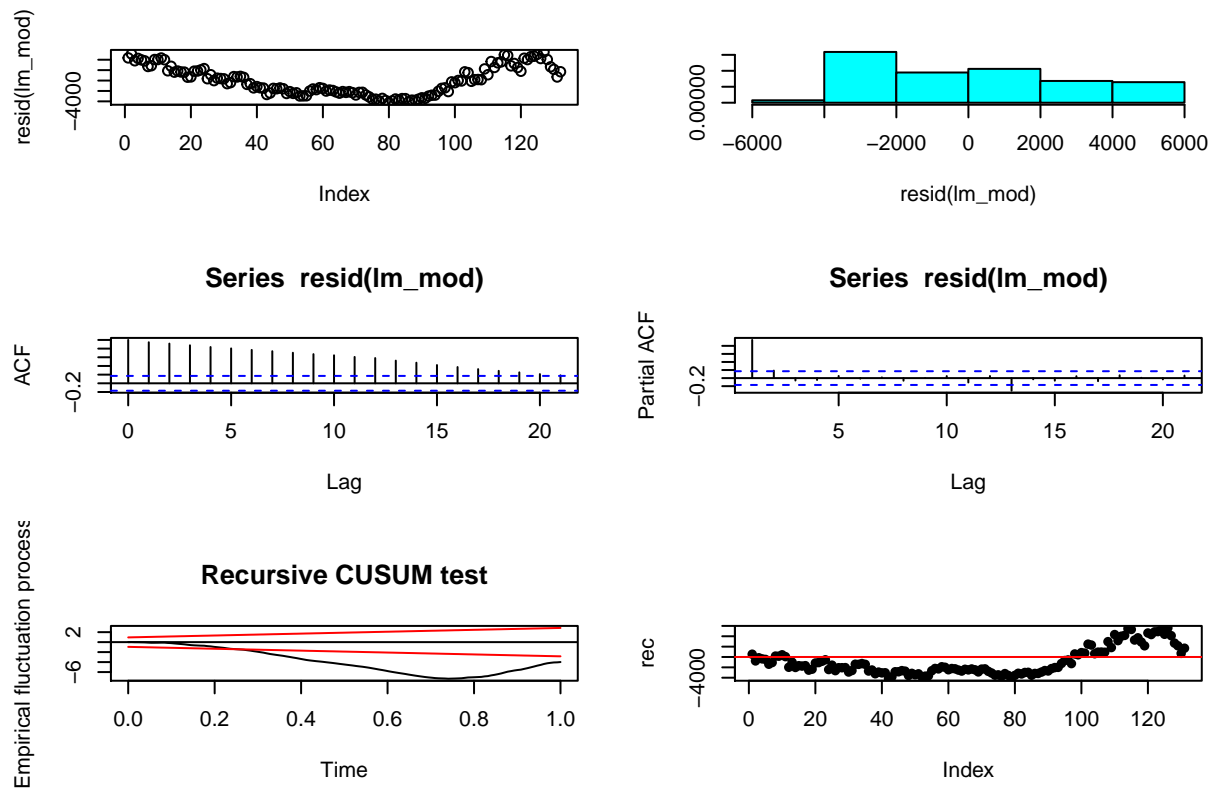 resid(lm_mod)
−4000
0 20 40 60 80 100 120
Index
0.00000
−6000 −2000 0 2000 4000 6000
resid(lm_mod)
Series resid(lm_mod)
ACF
−0.2
0 5 10 15 20
Lag
Series resid(lm_mod)
Partial ACF
−0.2
5 10 15 20
Lag
Recursive CUSUM test
Empirical fluctuation process
2
−6
0.0 0.2 0.4 0.6 0.8 1.0
Time
rec
−4000
0 20 40 60 80 100 120
Index